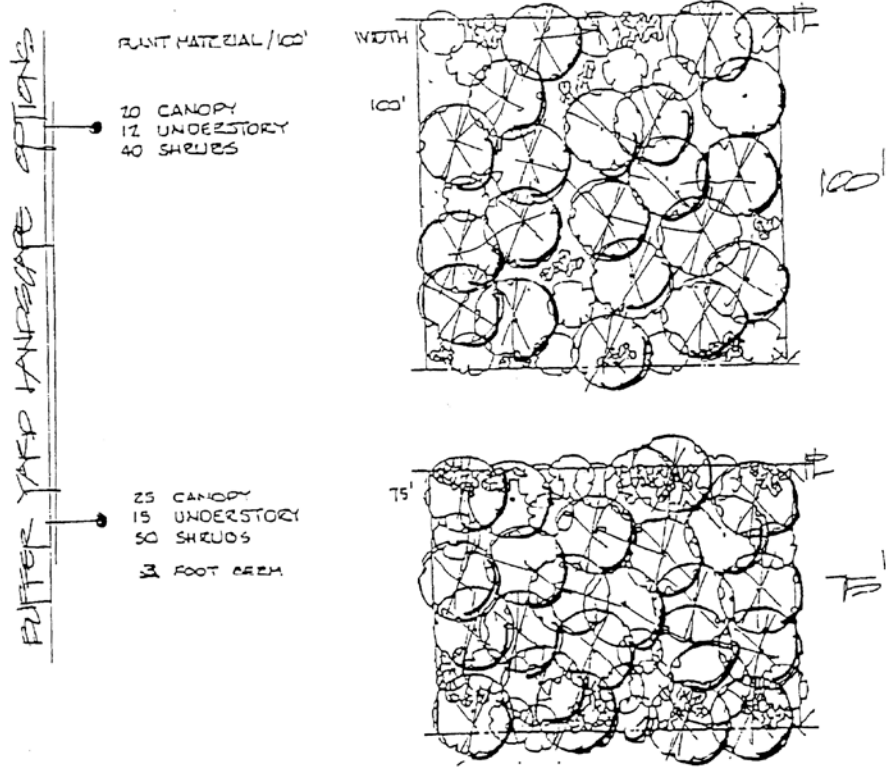 BUFFER YARD LANDSCAPE OPTIONS
PLANT MATERIAL/100'
WIDTH
20 CANOPY
12 UNDERSTORY
40 SHRUBS
100'
100'
25 CANOPY
15 UNDERSTORY
50 SHRUBS
3 FOOT BERM
75'
75'